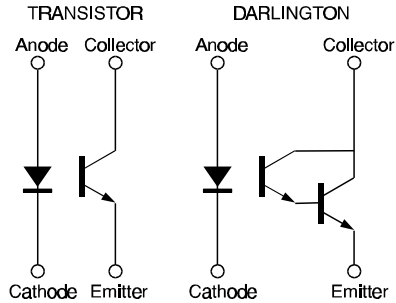 TRANSISTOR DARLINGTON
Anode Collector Anode Collector
Cathode Emitter Cathode Emitter